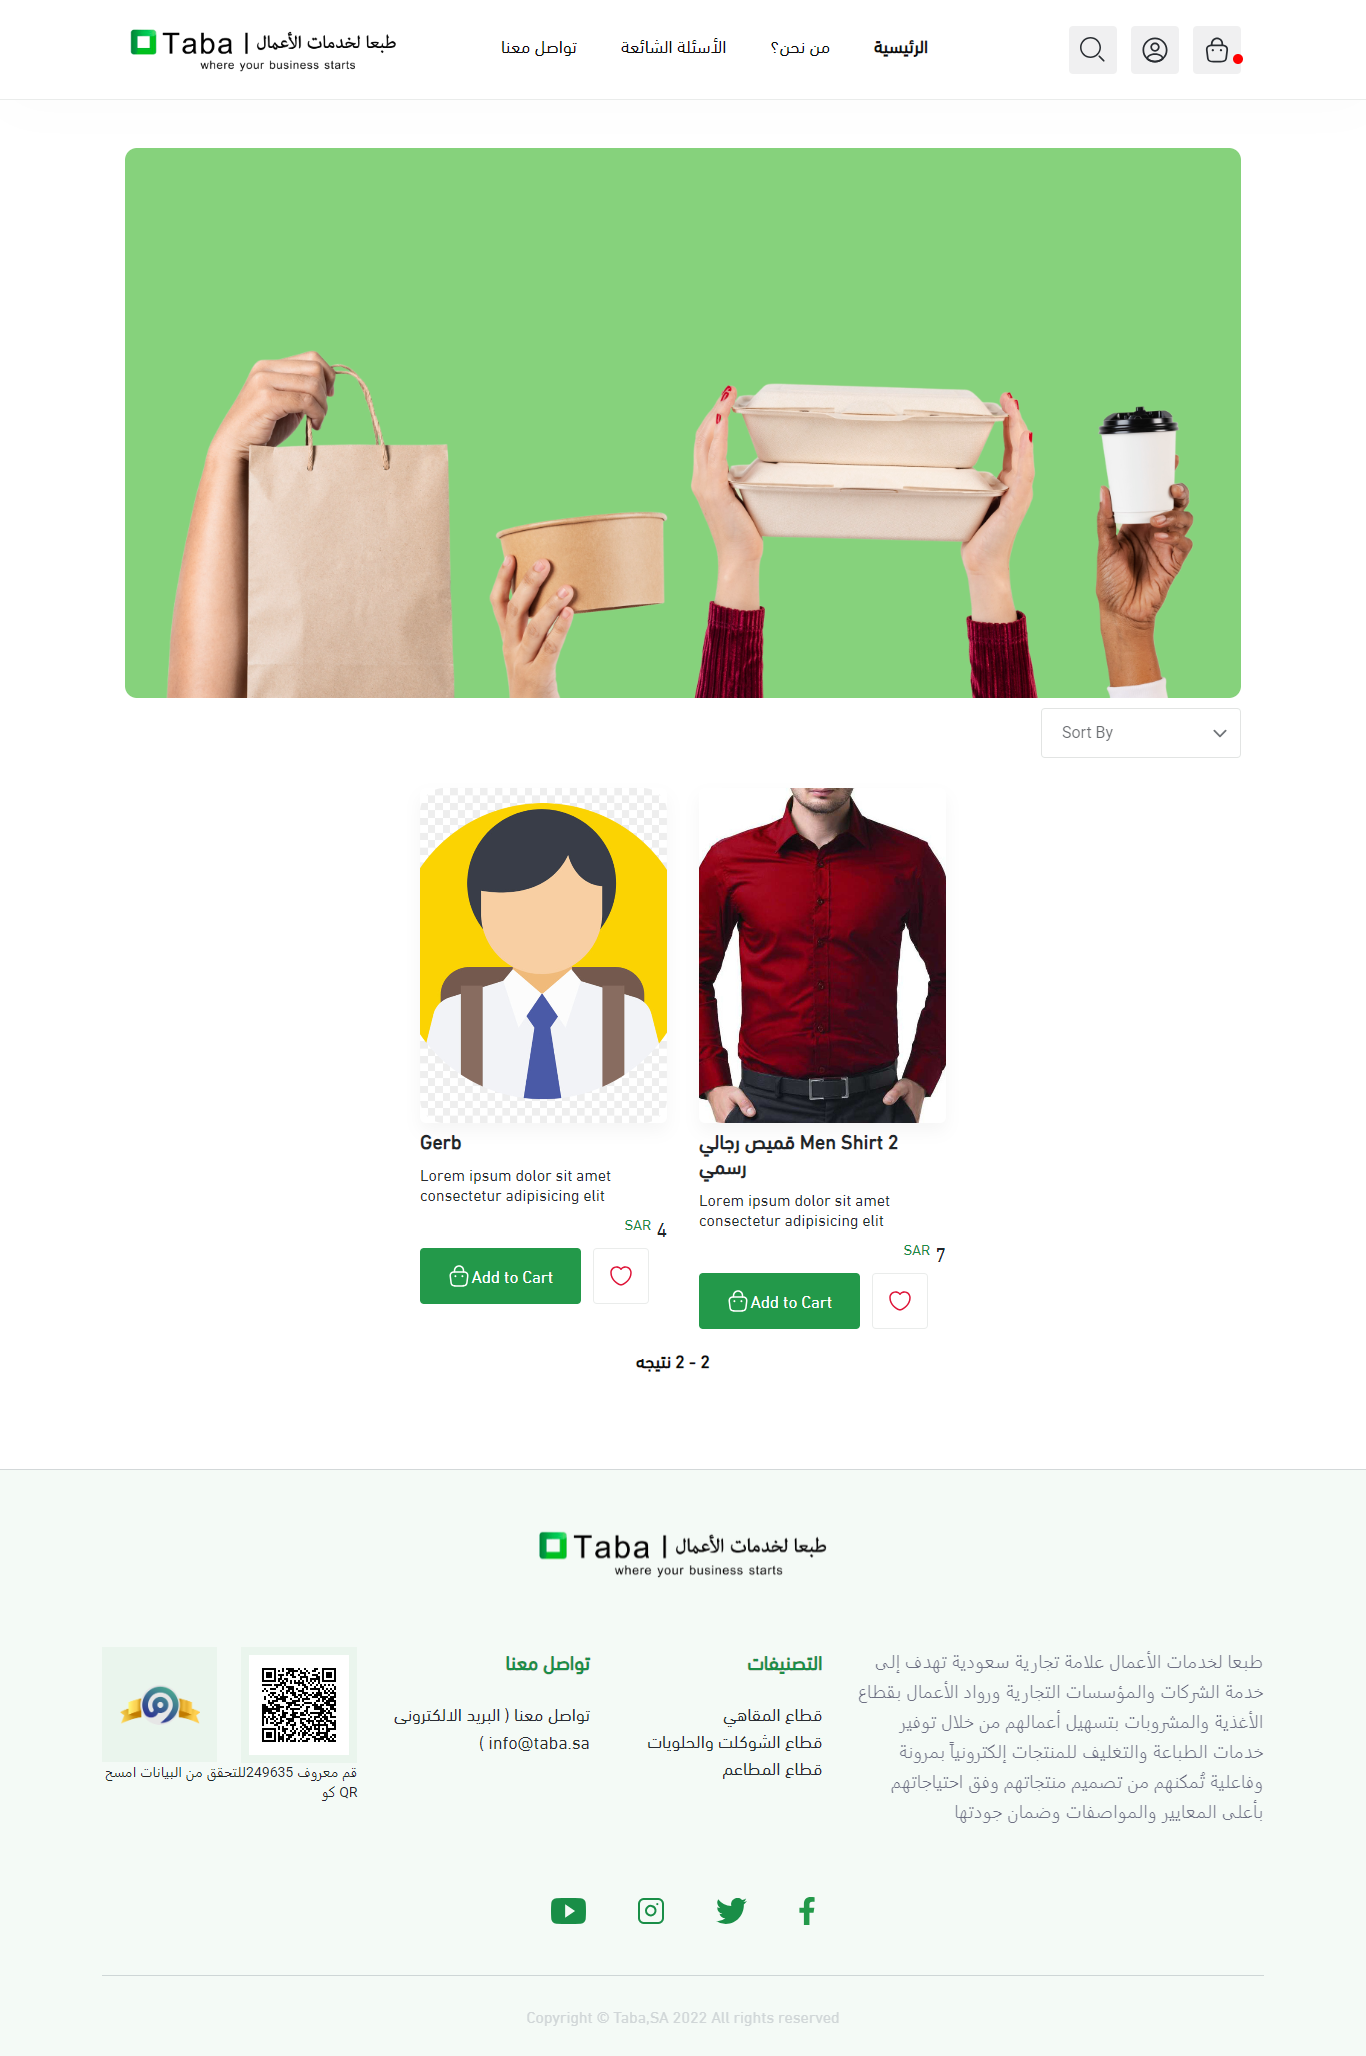 Taba | طبعا لخدمات الأعمال
where your business starts
الرئيسية
من نحن؟
الأسئلة الشائعة
تواصل معنا
Sort By
Gerb
Lorem ipsum dolor sit amet
consectetur adipisicing elit
SAR 4
Add to Cart
Men Shirt 2 قميص رجالي
رسمي
Lorem ipsum dolor sit amet
consectetur adipisicing elit
SAR 7
Add to Cart
2 - 2 نتيجه
Taba | طبعا لخدمات الأعمال
where your business starts
طبعا لخدمات الأعمال علامة تجارية سعودية تهدف إلى
خدمة الشركات والمؤسسات التجارية ورواد الأعمال بقطاع
الأغذية والمشروبات بتسهيل أعمالهم من خلال توفير
خدمات الطباعة والتغليف للمنتجات إلكترونياً بمرونة
وفاعلية تُمكنهم من تصميم منتجاتهم وفق احتياجاتهم
بأعلى المعايير والمواصفات وضمان جودتها
التصنيفات
قطاع المقاهي
قطاع الشوكلت والحلويات
قطاع المطاعم
تواصل معنا
تواصل معنا ( البريد الالكترونى
info@taba.sa )
قم معروف 249635للتحقق من البيانات امسح
QR كو
Copyright © Taba,SA 2022 All rights reserved